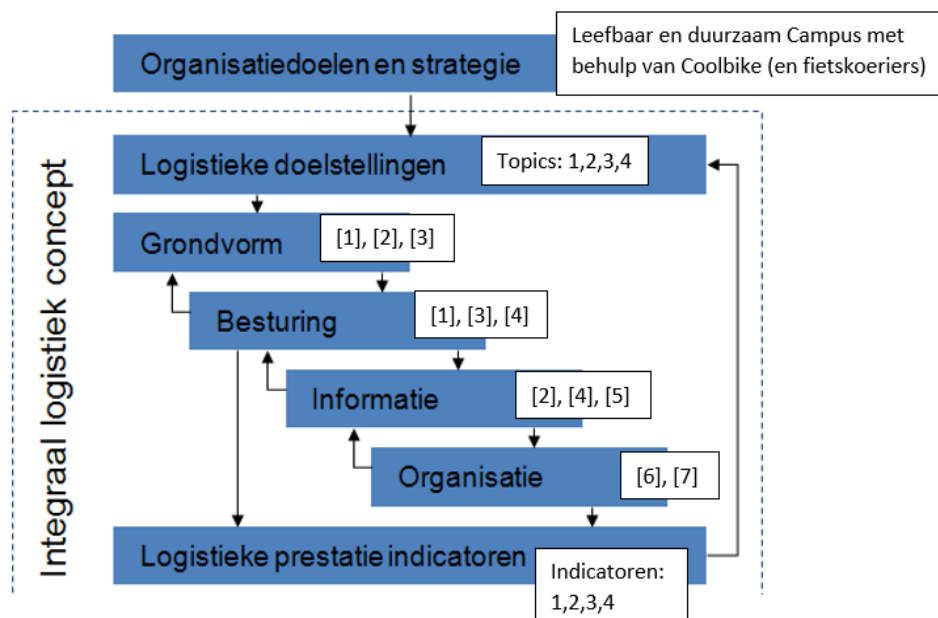 Organisatiedoelen en strategie
Leefbaar en duurzaam Campus met
behulp van Coolbike (en fietskoeriers)
Integraal logistiek concept
Logistieke doelstellingen
Topics: 1,2,3,4
Grondvorm
[1], [2], [3]
Besturing
[1], [3], [4]
Informatie
[2], [4], [5]
Organisatie
[6], [7]
Logistieke prestatie indicatoren
Indicatoren:
1,2,3,4